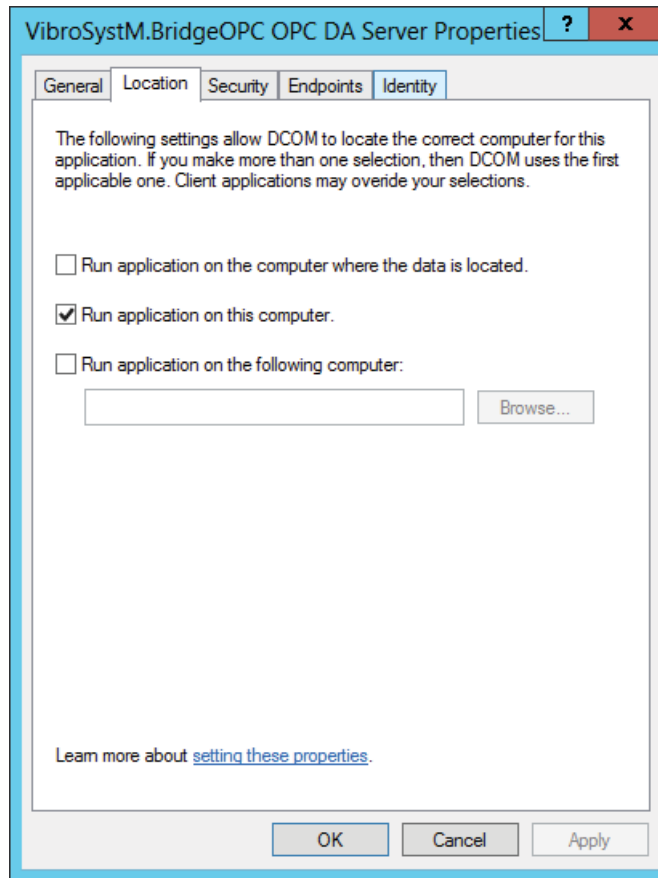 VibroSystM.BridgeOPC OPC DA Server Properties ? x
General Location Security Endpoints Identity
The following settings allow DCOM to locate the correct computer for this
application. If you make more than one selection, then DCOM uses the first
applicable one. Client applications may overide your selections.
Run application on the computer where the data is located.
Run application on this computer.
Run application on the following computer:
Browse...
Learn more about setting these properties.
OK Cancel Apply